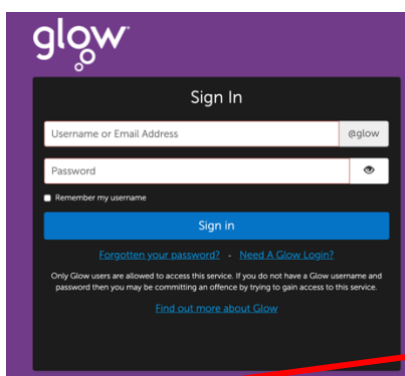 glow
Sign In
Username or Email Address @glow
Password
Remember my username
Sign in
Forgotten your password? - Need A Glow Login?
Only Glow users are allowed to access this service. If you do not have a Glow username and
password then you may be committing an offence by trying to gain access to this service.
Find out more about Glow